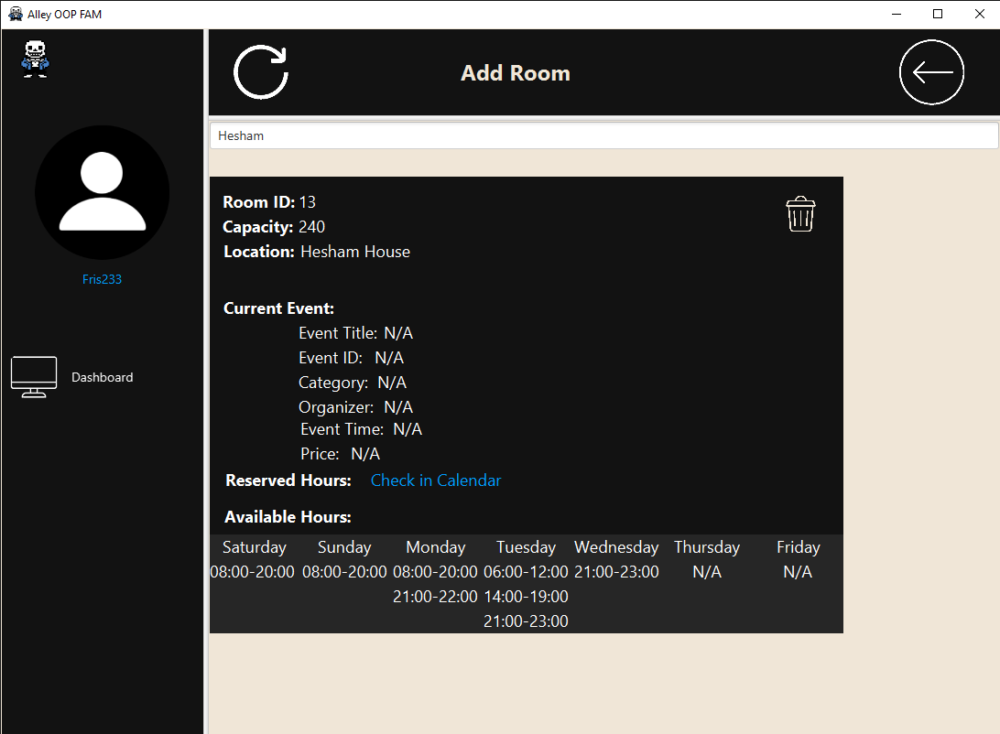 Alley OOP FAM
Add Room
Fris233
Dashboard
Hesham
Room ID: 13
Capacity: 240
Location: Hesham House
Current Event:
Event Title: N/A
Event ID: N/A
Category: N/A
Organizer: N/A
Event Time: N/A
Price: N/A
Reserved Hours: Check in Calendar
Available Hours:
Saturday Sunday Monday Tuesday Wednesday Thursday Friday
08:00-20:00 08:00-20:00 08:00-20:00 06:00-12:00 21:00-23:00 N/A N/A
21:00-22:00 14:00-19:00
21:00-23:00